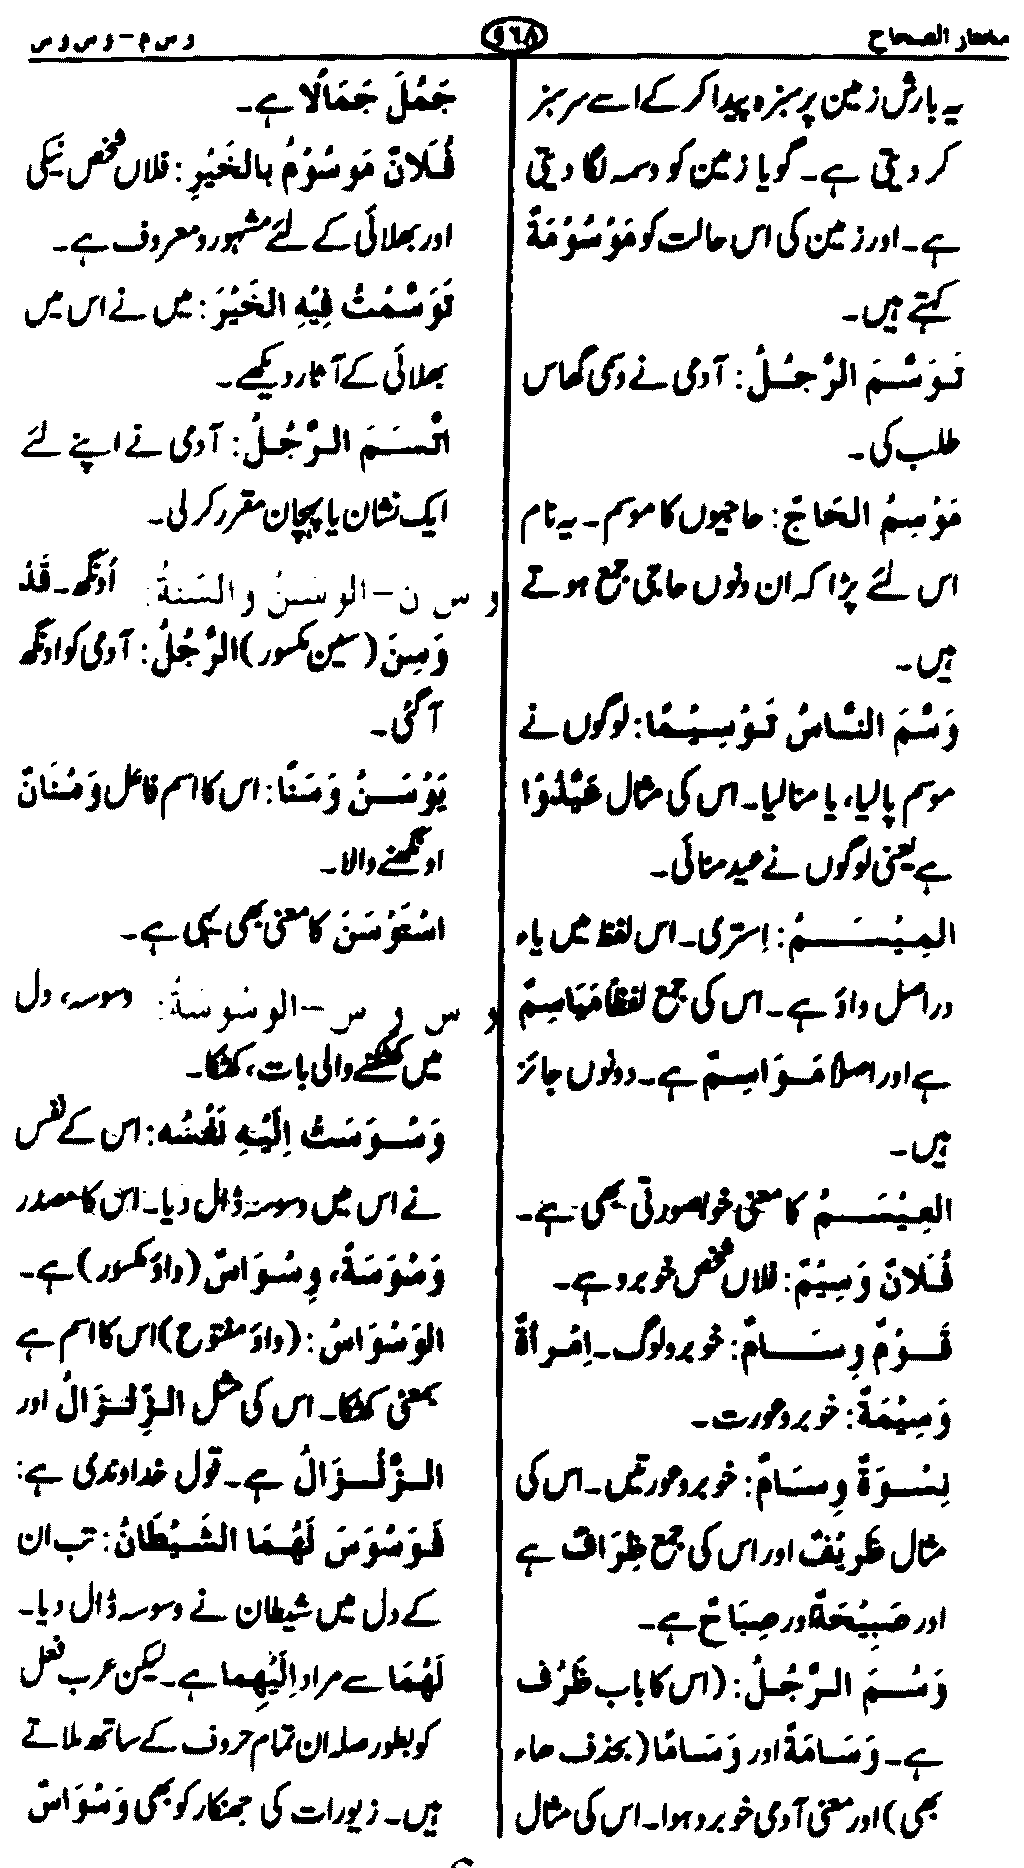 مختار الصحاح
۹۶۸
و س م – و س و س
یہ بارش زمین پر سبزہ پیدا کر کے اسے سرسبز
کر دیتی ہے۔ گویا زمین کو وسمہ لگا دیتی
ہے۔ اور زمین کی اس حالت کو مَوْسُوْمَةٌ
کہتے ہیں۔
تَوَسَّمَ الرَّجُلُ: آدمی نے وسمی گھاس
طلب کی۔
مَوْسِمُ الحَاجّ: حاجیوں کا موسم۔ یہ نام
اس لئے پڑا کہ ان دنوں حاجی جمع ہوتے
ہیں۔
وَسَّمَ النَّاسُ تَوْسِيْمًا: لوگوں نے
موسم پالیا، یا منالیا۔ اس کی مثال عَيَّدُوْا
ہے یعنی لوگوں نے عید منائی۔
المِيْسَمُ: اِستری۔ اس لفظ میں یاء
دراصل واؤ ہے۔ اس کی جمع لفظًا مَيَاسِمٌ
ہے اور اصلاً مَوَاسِمٌ ہے۔ دونوں جائز
ہیں۔
المِيْسَمُ کا معنی خوبصورتی بھی ہے۔
فُلَانٌ وَسِيْمٌ: فلاں شخص خوبرو ہے۔
قَوْمٌ وِسَامٌ: خوبرو لوگ۔ اِمْرأةٌ
وَسِيْمَةٌ: خوبرو عورت۔
نِسْوَةٌ وِسَامٌ: خوبرو عورتیں۔ اس کی
مثال ظَرِيْفٌ اور اس کی جمع ظِرَافٌ ہے
اور صَبِيْحَةٌ اور صِبَاحٌ ہے۔
وَسُمَ الرَّجُلُ: (اس کا باب ظَرُفَ
ہے۔ وَسَامَةً اور وَسَامًا (بحذف هاء
بھی) اور معنی آدمی خوبرو ہوا۔ اس کی مثال
جَمُلَ جَمَالًا ہے۔
فُلَانٌ مَوْسُوْمٌ بِالخَيْرِ: فلاں شخص نیکی
اور بھلائی کے لئے مشہور و معروف ہے۔
تَوَسَّمْتُ فِيْهِ الخَيْرَ: میں نے اس میں
بھلائی کے آثار دیکھے۔
اتَّسَمَ الرَّجُلُ: آدمی نے اپنے لئے
ایک نشان یا پہچان مقرر کر لی۔
و س ن – الوسَنُ والسِّنةُ: اُونگھ۔ قَدْ
وَسِنَ (سین مکسور) الرَّجُلُ: آدمی کو اونگھ
آگئی۔
يَوْسَنُ وَسَنًا: اس کا اسم فاعل وَسْنَانٌ
اونگھنے والا۔
اسْتَوْسَنَ کا معنی بھی یہی ہے۔
و س و س – الوسْوسَةُ: وسوسہ، دل
میں کھٹکنے والی بات، کھٹکا۔
وَسْوَسَتْ اِلَيْهِ نَفْسُه: اس کے نفس
نے اس میں وسوسہ ڈال دیا۔ اس کا مصدر
وَسْوَسَةً، وِسْوَاسٌ (واؤ مکسور) ہے۔
الوَسْوَاسُ: (واؤ مفتوح) اس کا اسم ہے
بمعنی کھٹکا۔ اس کی مثل الزِّلْزَالُ اور
الزَّلْزَالُ ہے۔ قول خداوندی ہے:
فَوَسْوَسَ لَهُمَا الشَّيْطَانُ: تب ان
کے دل میں شیطان نے وسوسہ ڈال دیا۔
لَهُمَا سے مراد اِلَيْهِما ہے۔ لیکن عرب فعل
کو بطور صلہ ان تمام حروف کے ساتھ ملاتے
ہیں۔ زیورات کی جھنکار کو بھی وَسْوَاسٌ